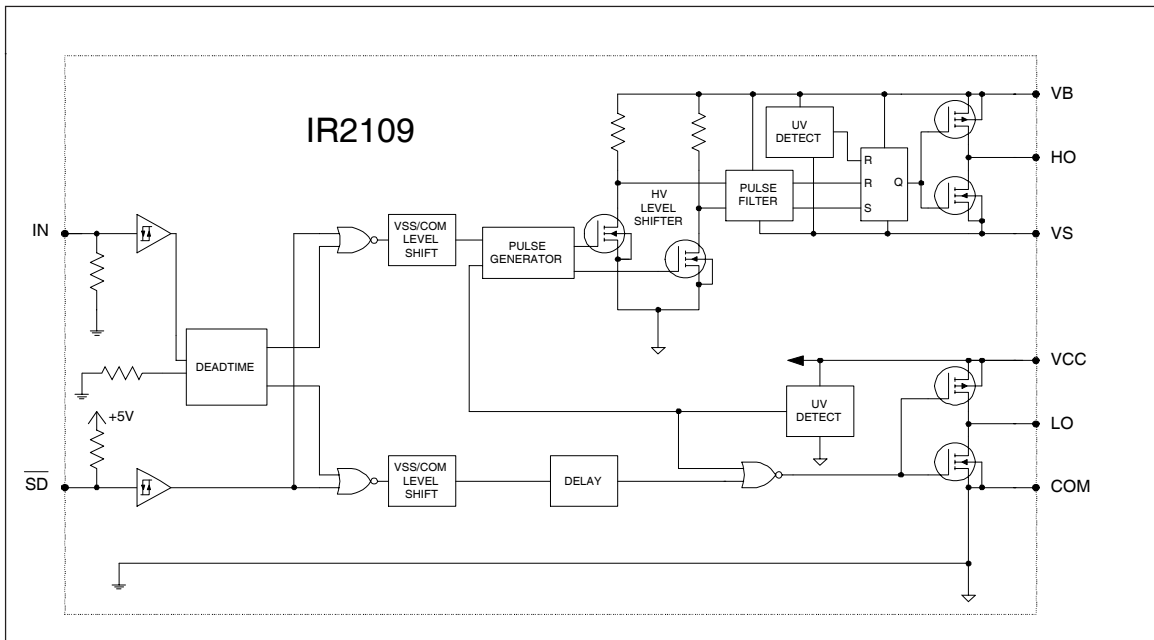 IR2109
VB
UV
DETECT
HO
R
R
S
Q
PULSE
FILTER
HV
LEVEL
SHIFTER
VS
IN
VSS/COM
LEVEL
SHIFT
PULSE
GENERATOR
DEADTIME
VCC
+5V
UV
DETECT
LO
SD
VSS/COM
LEVEL
SHIFT
DELAY
COM